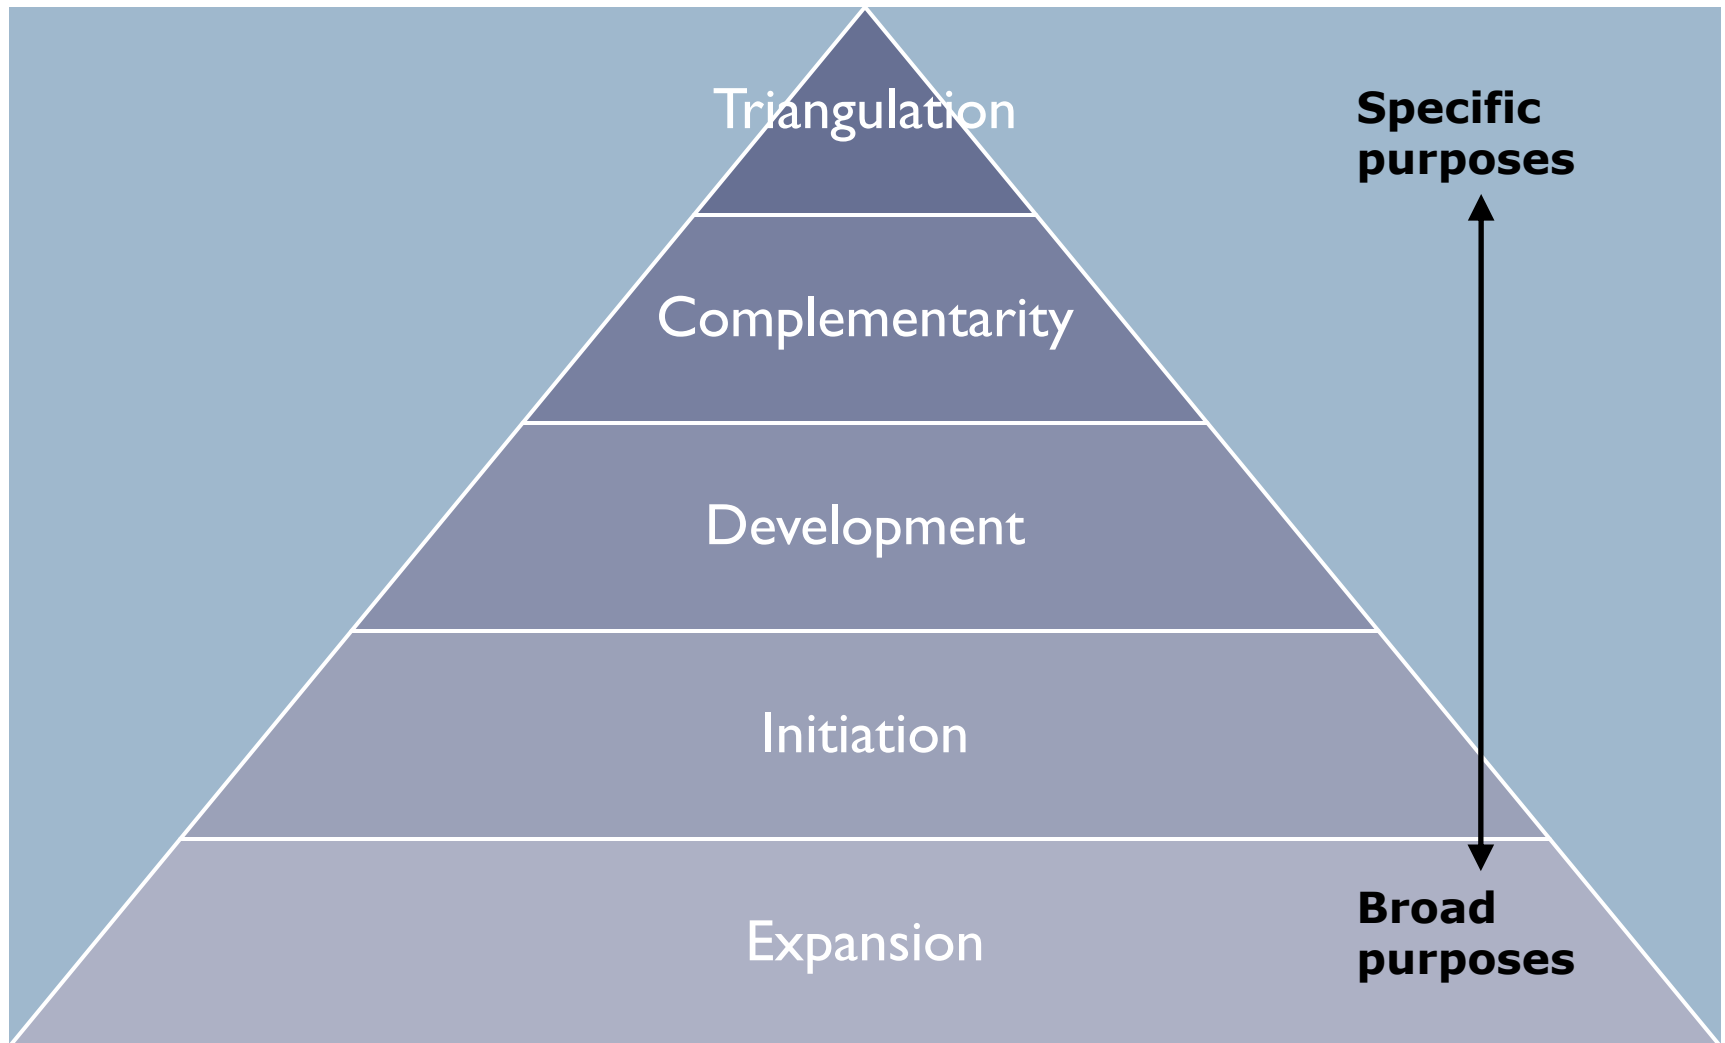 Triangulation
Specific
purposes
Complementarity
Development
Initiation
Expansion
Broad
purposes